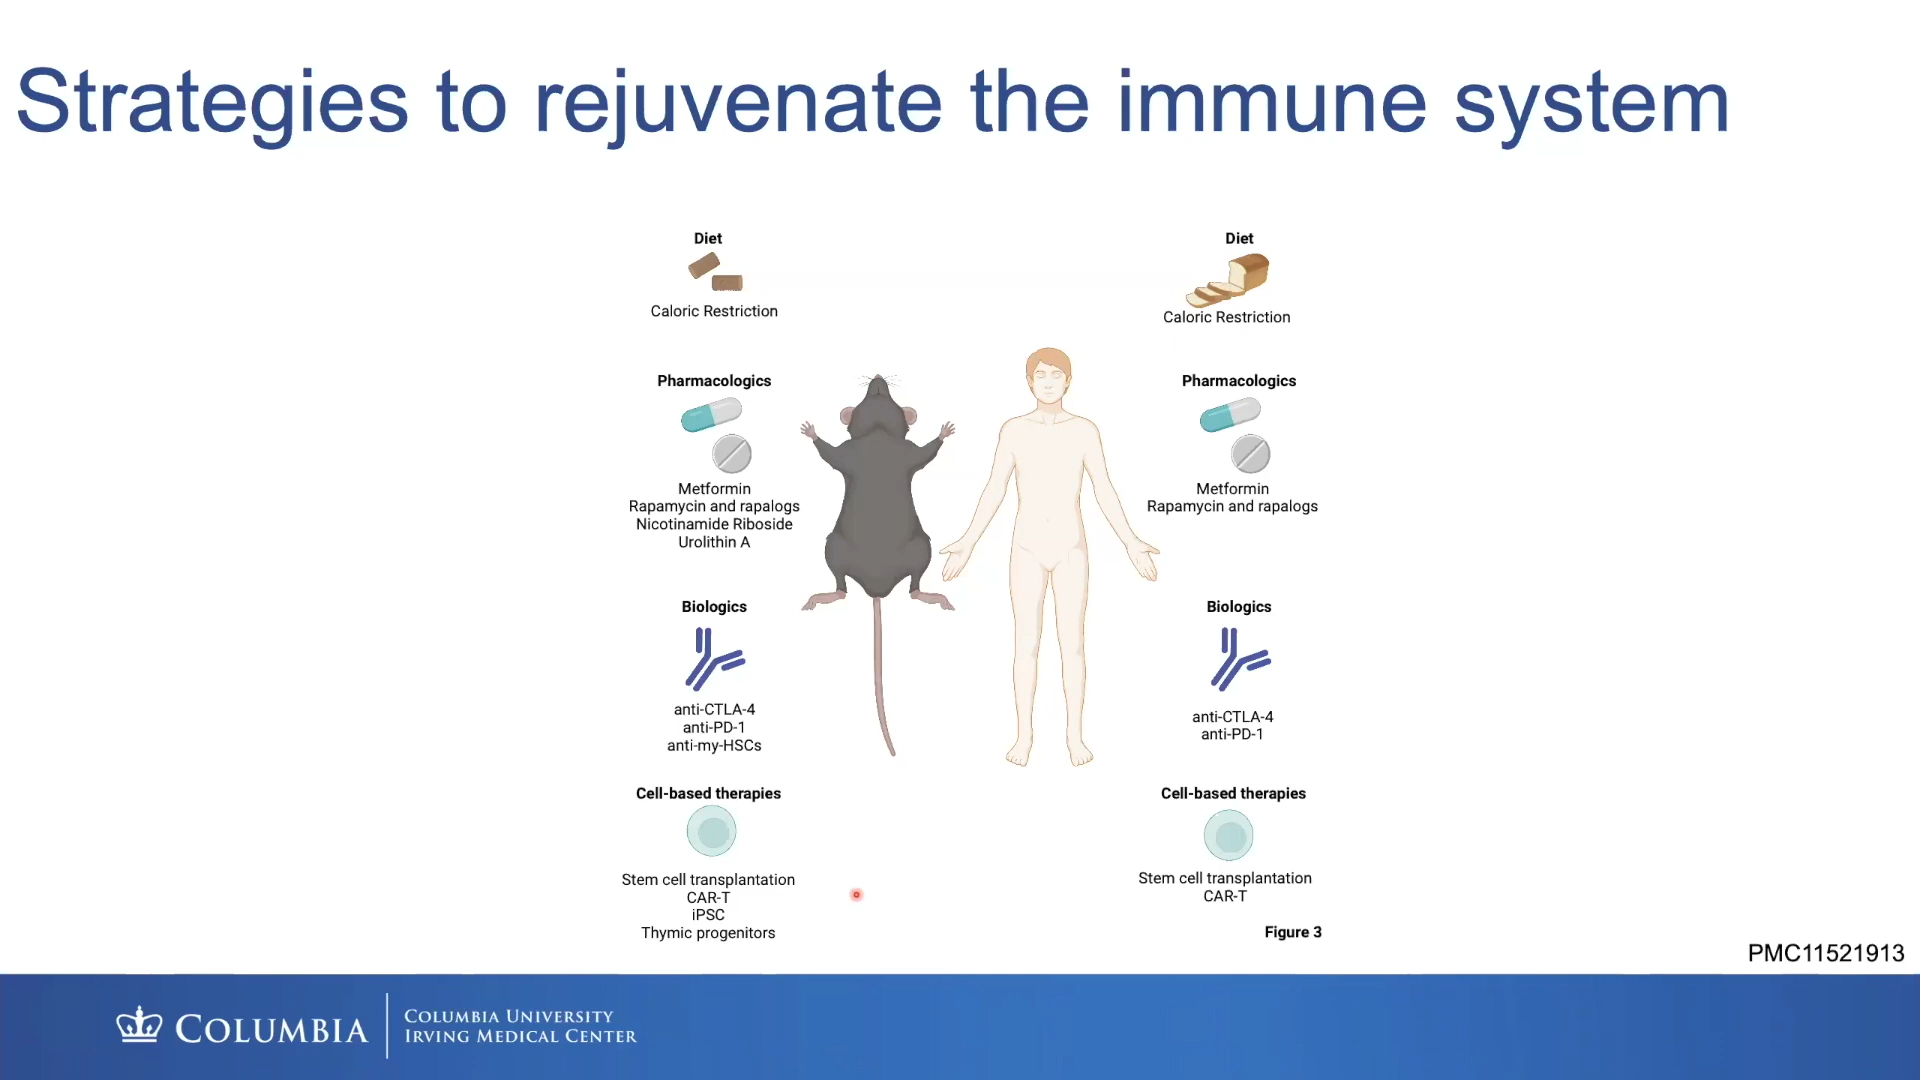 Strategies to rejuvenate the immune system
Diet
Caloric Restriction
Pharmacologics
Metformin
Rapamycin and rapalogs
Nicotinamide Riboside
Urolithin A
Biologics
anti-CTLA-4
anti-PD-1
anti-my-HSCs
Cell-based therapies
Stem cell transplantation
CAR-T
iPSC
Thymic progenitors
Diet
Caloric Restriction
Pharmacologics
Metformin
Rapamycin and rapalogs
Biologics
anti-CTLA-4
anti-PD-1
Cell-based therapies
Stem cell transplantation
CAR-T
Figure 3
PMC11521913
COLUMBIA
COLUMBIA UNIVERSITY
IRVING MEDICAL CENTER